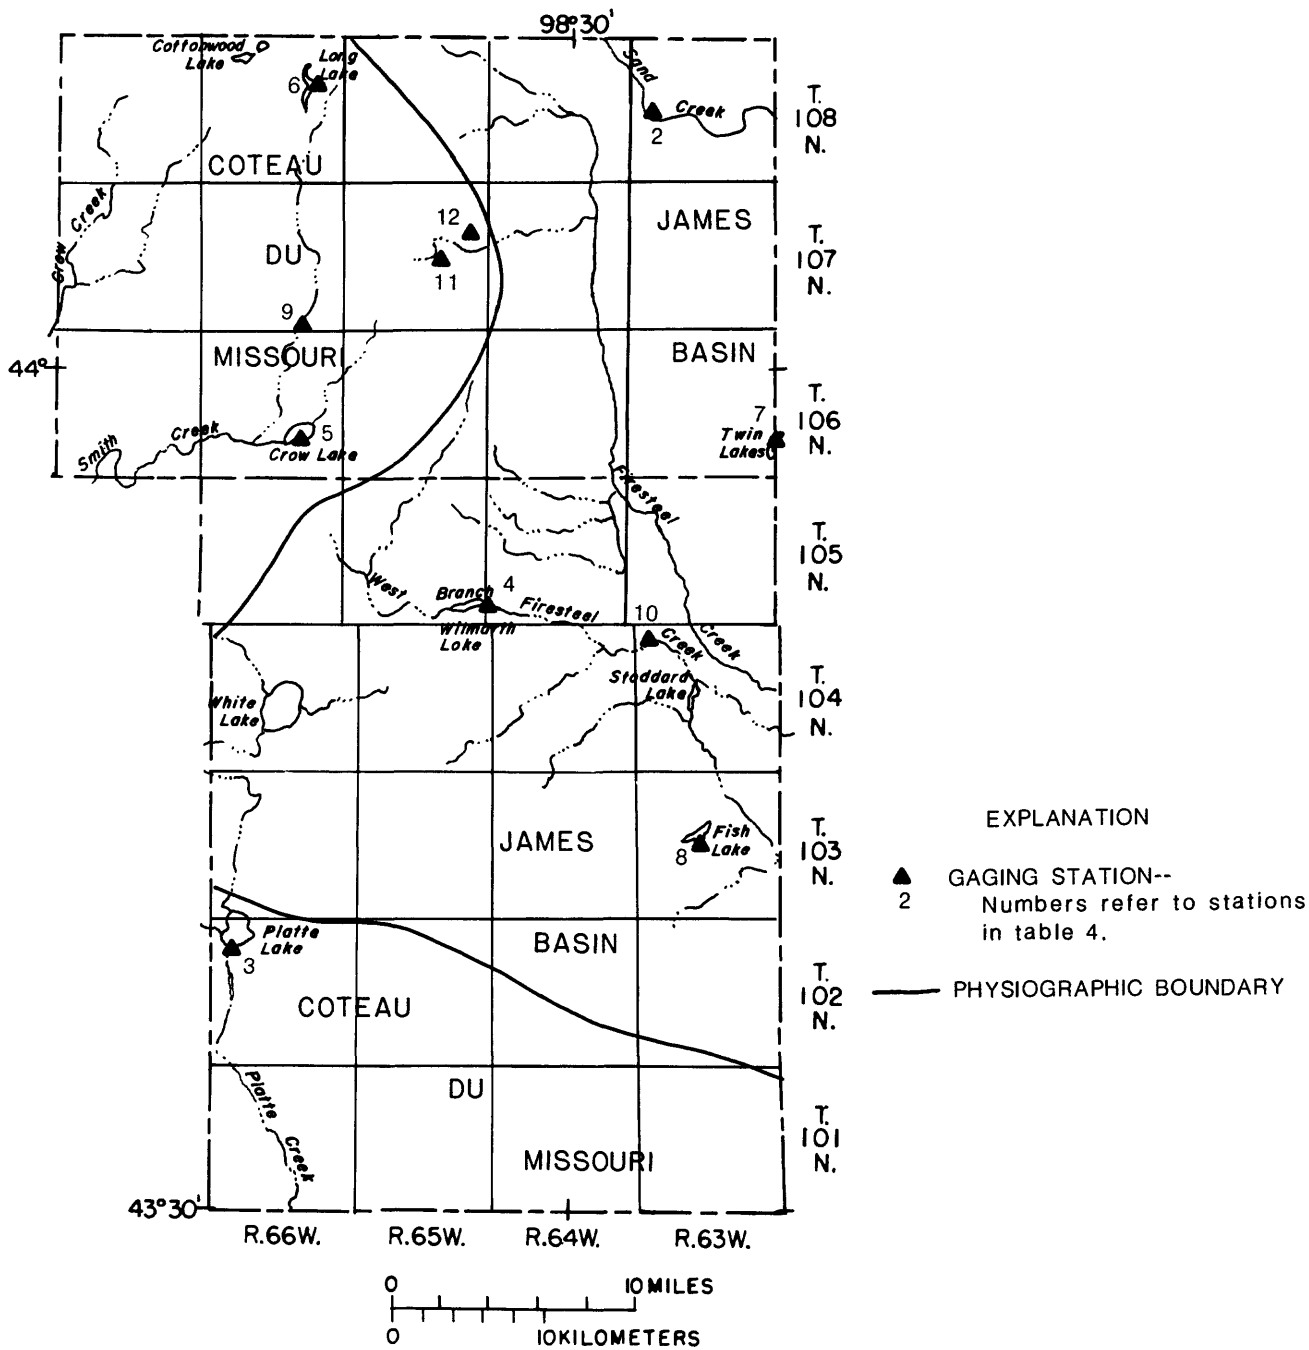 98°30'
Cottonwood
Lake
Long
Lake
6
Sand
Creek
2
T.
108
N.
COTEAU
Crow
Creek
12
11
JAMES
T.
107
N.
DU
9
MISSOURI
BASIN
44°
7
Twin
Lakes
T.
106
N.
Smith
Creek
5
Crow Lake
Firesteel
Creek
T.
105
N.
West
Branch
4
Firesteel
10
Creek
Wilmarth
Lake
Stoddard
Lake
White
Lake
T.
104
N.
JAMES
8
Fish
Lake
T.
103
N.
Platte
Lake
3
BASIN
COTEAU
T.
102
N.
Platte
Creek
DU
MISSOURI
T.
101
N.
43°30'
R.66W. R.65W. R.64W. R.63W.
0 10 MILES
0 10 KILOMETERS
EXPLANATION
GAGING STATION--
2 Numbers refer to stations
in table 4.
PHYSIOGRAPHIC BOUNDARY